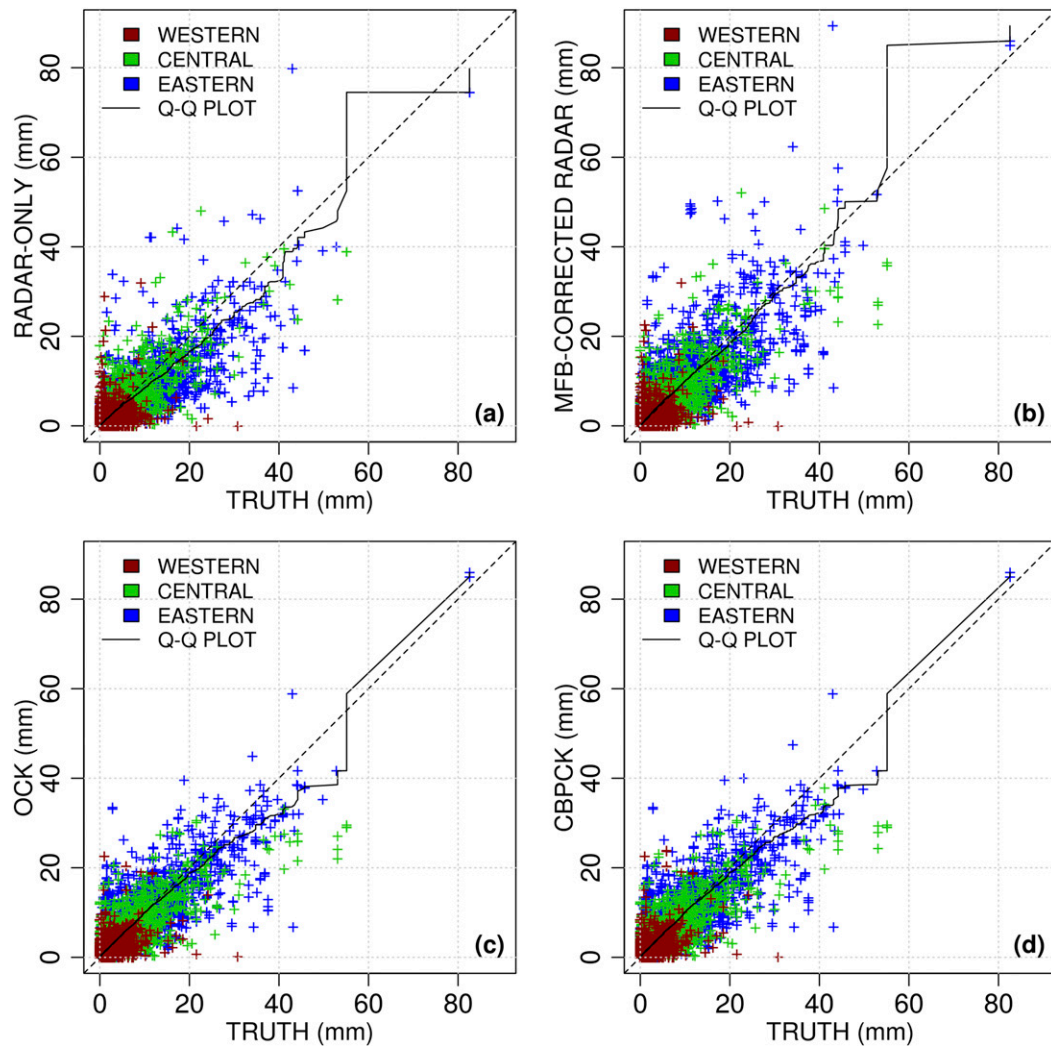 WESTERN
CENTRAL
EASTERN
Q-Q PLOT
RADAR-ONLY (mm)
80
60
40
20
0
(a)
0 20 40 60 80
TRUTH (mm)
WESTERN
CENTRAL
EASTERN
Q-Q PLOT
MFB-CORRECTED RADAR (mm)
80
60
40
20
0
(b)
0 20 40 60 80
TRUTH (mm)
WESTERN
CENTRAL
EASTERN
Q-Q PLOT
OCK (mm)
80
60
40
20
0
(c)
0 20 40 60 80
TRUTH (mm)
WESTERN
CENTRAL
EASTERN
Q-Q PLOT
CBPCK (mm)
80
60
40
20
0
(d)
0 20 40 60 80
TRUTH (mm)